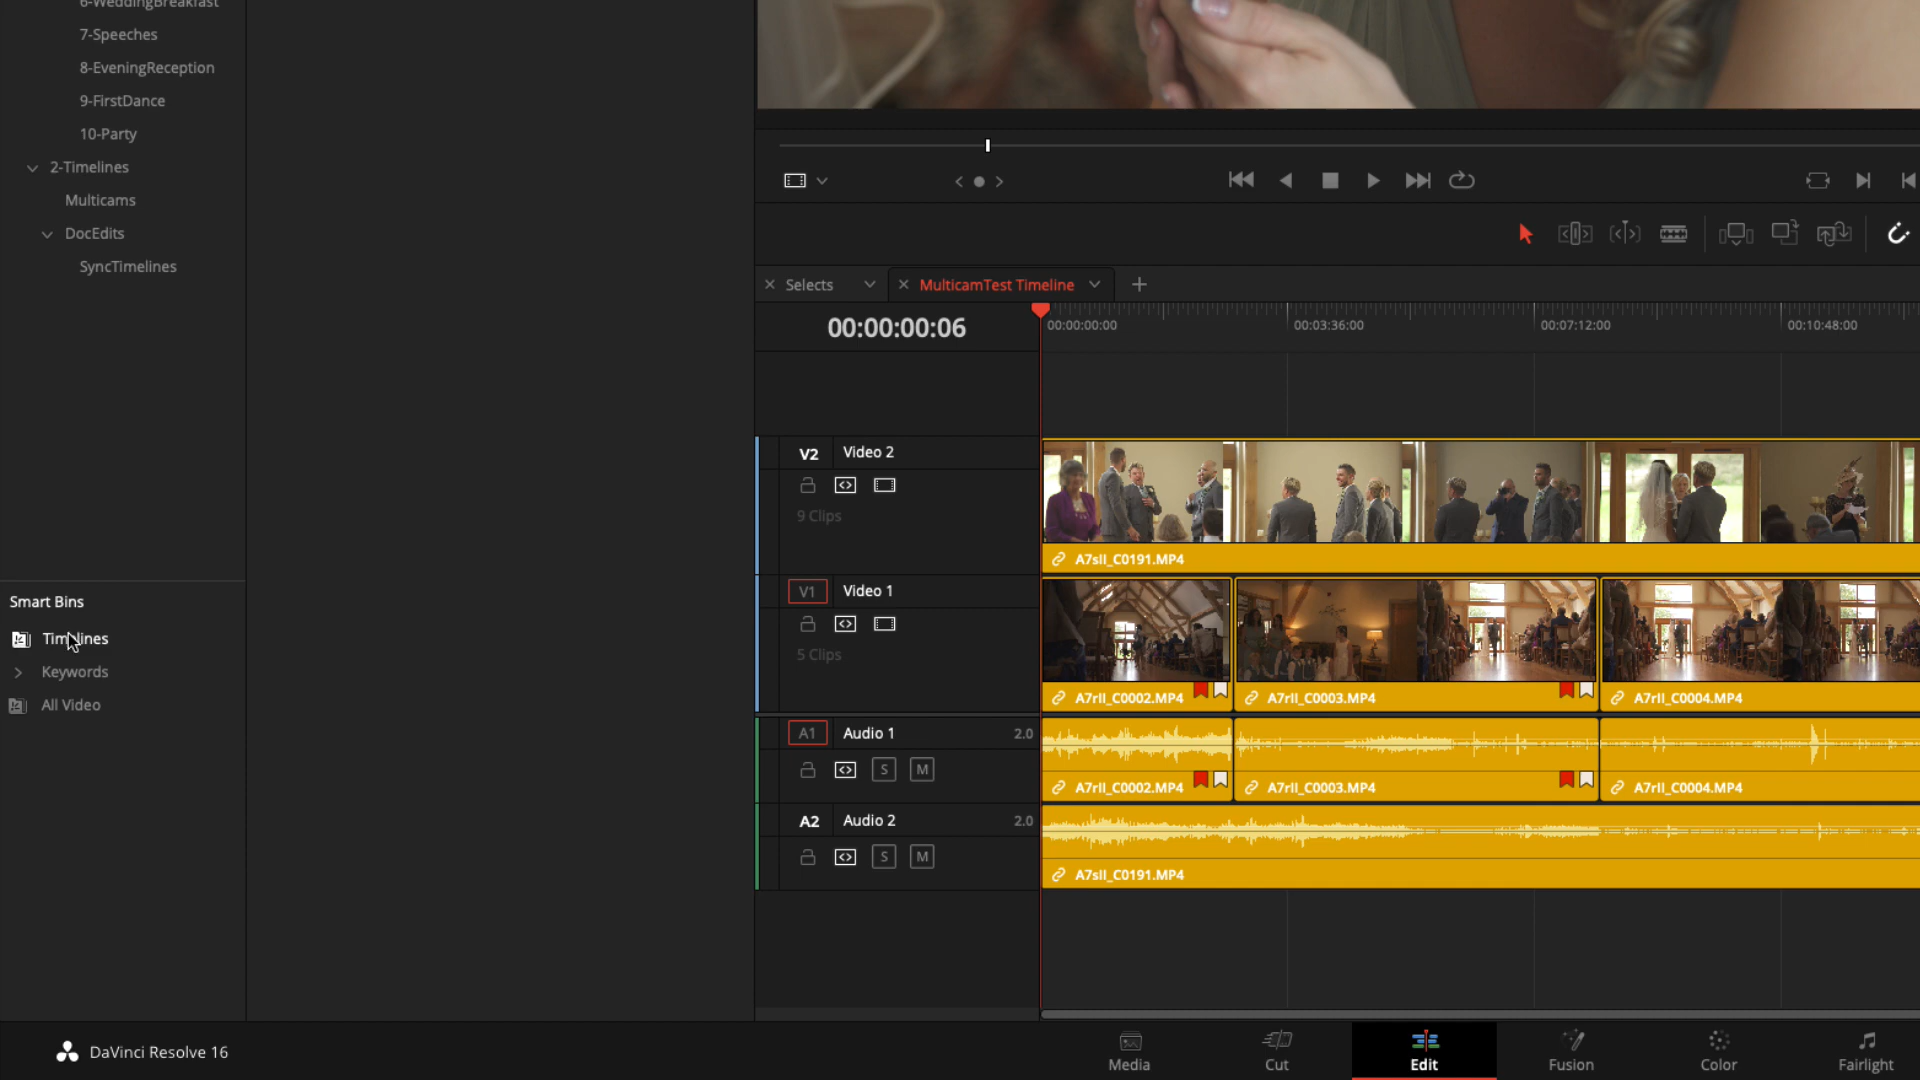 6-WeddingBreakfast
7-Speeches
8-EveningReception
9-FirstDance
10-Party
2-Timelines
Multicams
DocEdits
SyncTimelines
Smart Bins
Timelines
Keywords
All Video
Selects
MulticamTest Timeline
00:00:00:06
00:00:00:00
00:03:36:00
00:07:12:00
00:10:48:00
V2 Video 2
9 Clips
A7sII_C0191.MP4
V1 Video 1
5 Clips
A7rII_C0002.MP4
A7rII_C0003.MP4
A7rII_C0004.MP4
A1 Audio 1 2.0
S M
A7rII_C0002.MP4
A7rII_C0003.MP4
A7rII_C0004.MP4
A2 Audio 2 2.0
S M
A7sII_C0191.MP4
DaVinci Resolve 16
Media
Cut
Edit
Fusion
Color
Fairlight